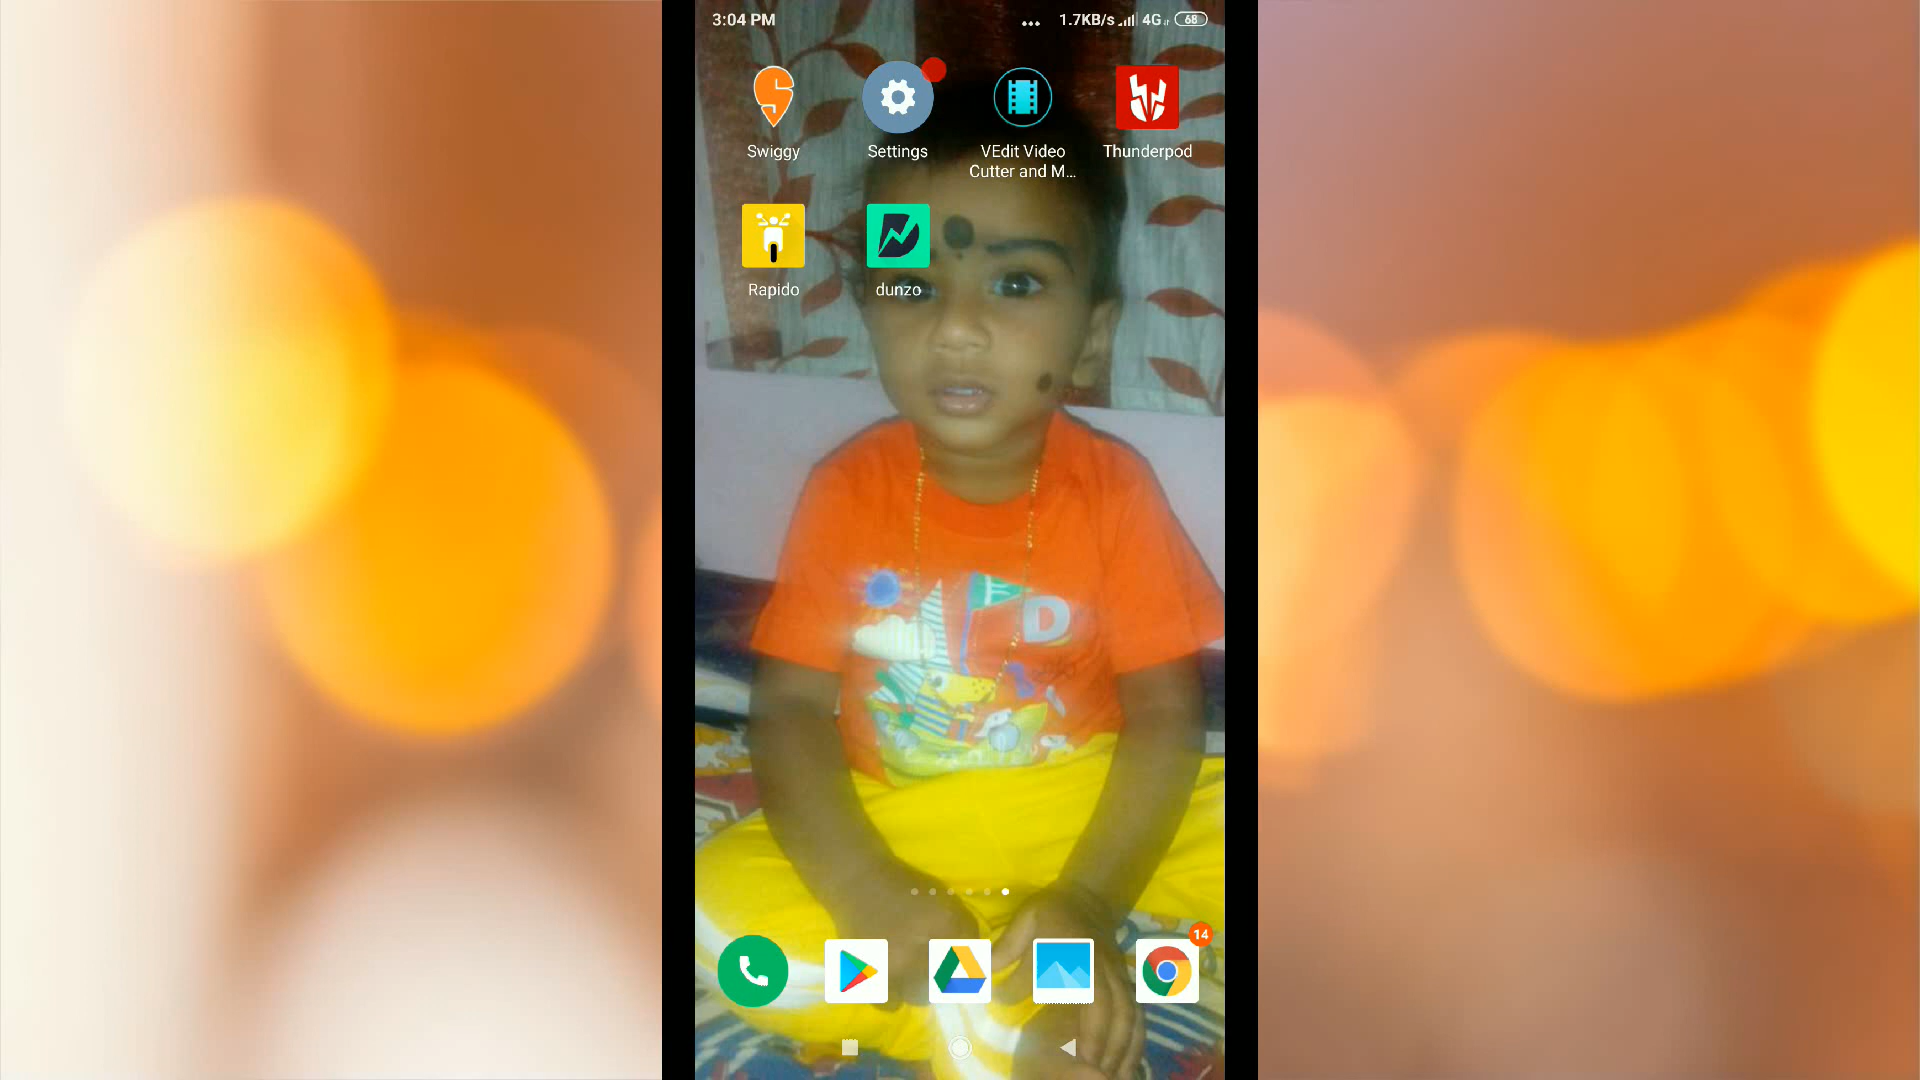 3:04 PM
... 1.7KB/s 4G 68
Swiggy
Settings
VEdit Video
Cutter and M...
Thunderpod
Rapido
dunzo
D
14